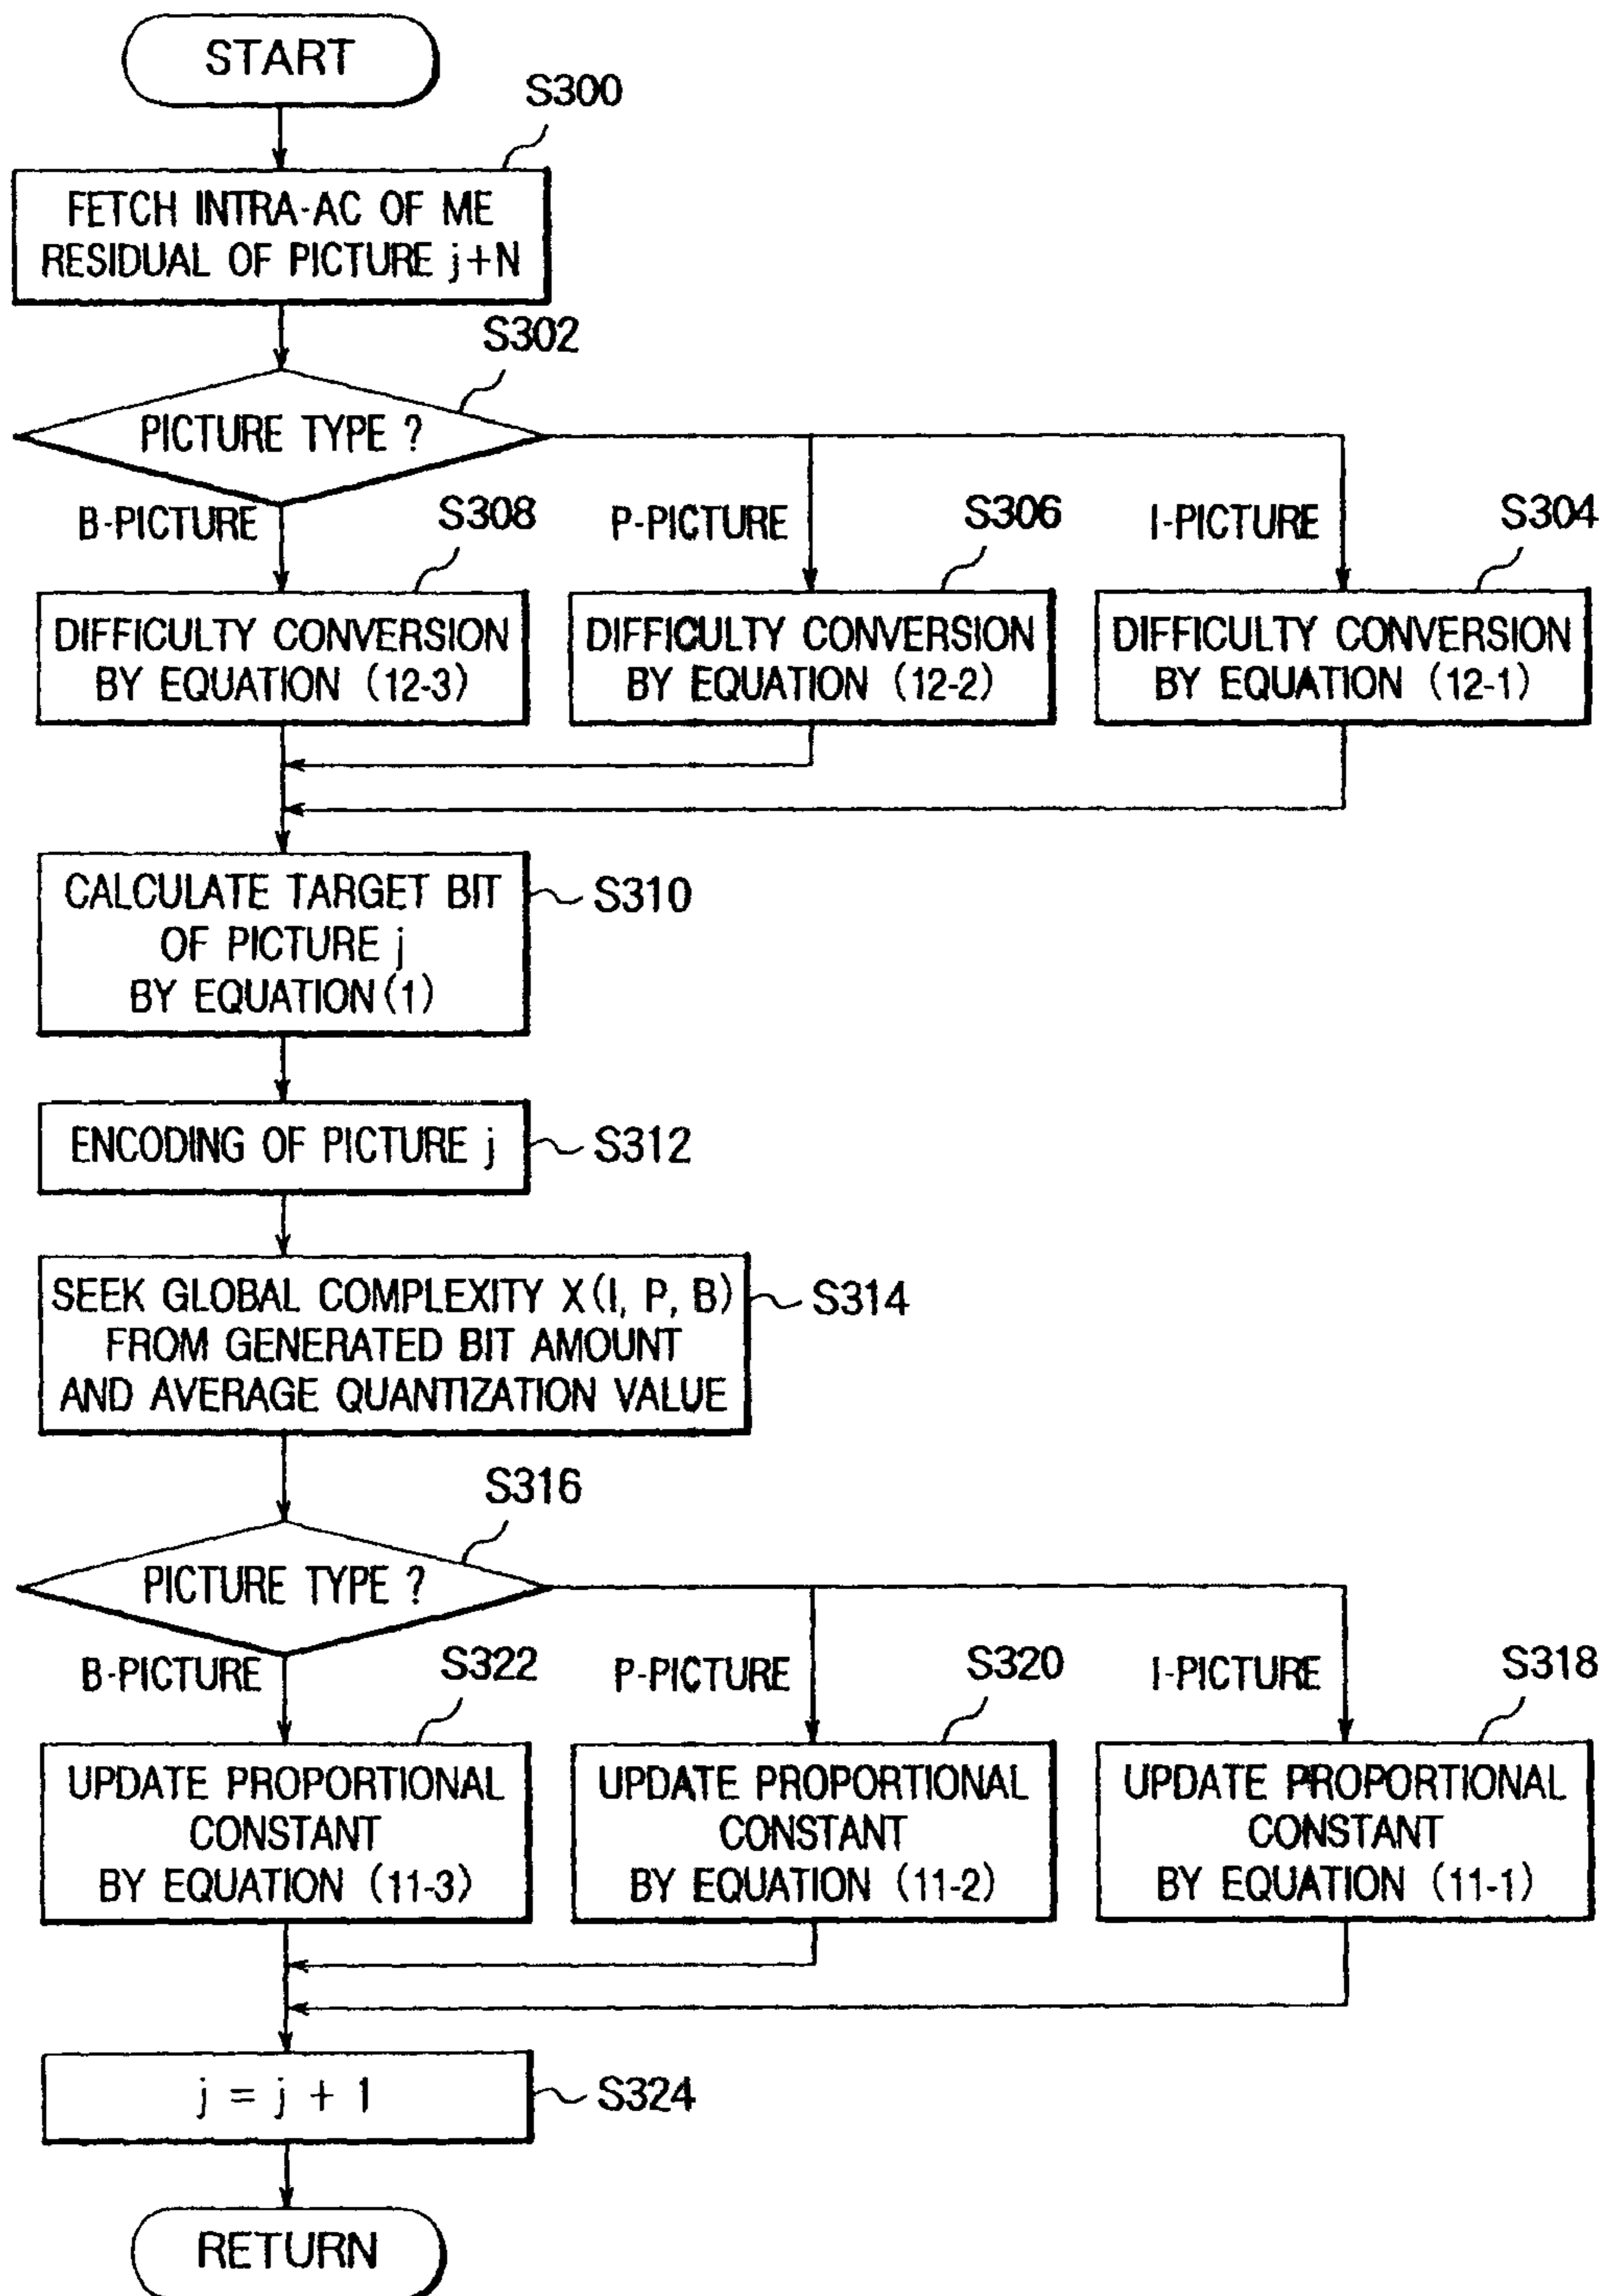 START
S300
FETCH INTRA-AC OF ME
RESIDUAL OF PICTURE j+N
S302
PICTURE TYPE ?
B-PICTURE
S308
P-PICTURE
S306
I-PICTURE
S304
DIFFICULTY CONVERSION
BY EQUATION (12-3)
DIFFICULTY CONVERSION
BY EQUATION (12-2)
DIFFICULTY CONVERSION
BY EQUATION (12-1)
CALCULATE TARGET BIT
OF PICTURE j
BY EQUATION(1)
S310
ENCODING OF PICTURE j
S312
SEEK GLOBAL COMPLEXITY X(I, P, B)
FROM GENERATED BIT AMOUNT
AND AVERAGE QUANTIZATION VALUE
S314
S316
PICTURE TYPE ?
B-PICTURE
S322
P-PICTURE
S320
I-PICTURE
S318
UPDATE PROPORTIONAL
CONSTANT
BY EQUATION (11-3)
UPDATE PROPORTIONAL
CONSTANT
BY EQUATION (11-2)
UPDATE PROPORTIONAL
CONSTANT
BY EQUATION (11-1)
j = j + 1
S324
RETURN